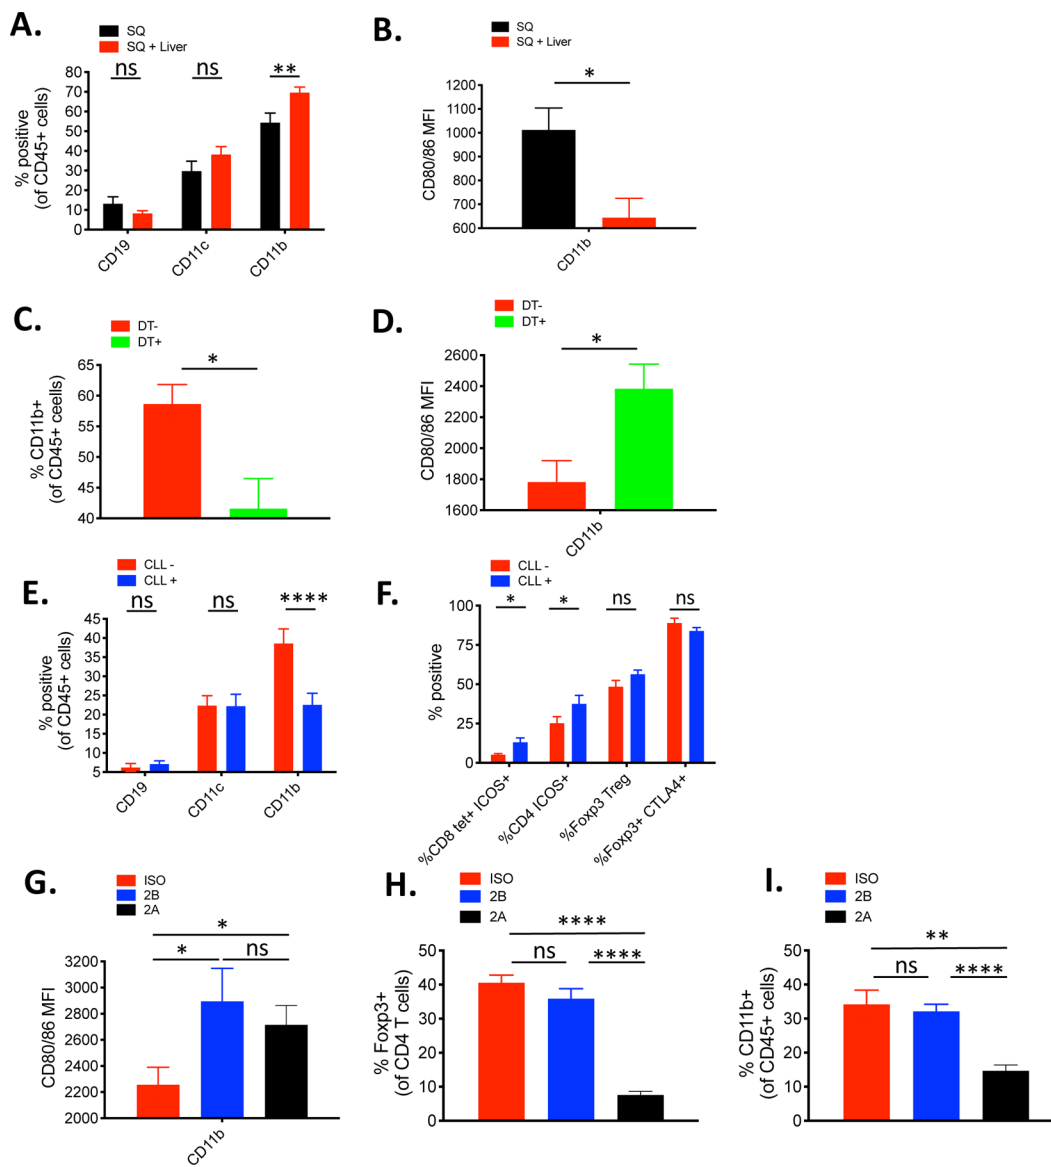 A.
SQ
SQ + Liver
ns
ns
**
% positive
(of CD45+ cells)
80
70
60
50
40
30
20
10
0
CD19
CD11c
CD11b
B.
SQ
SQ + Liver
*
CD80/86 MFI
1200
1100
1000
900
800
700
600
CD11b
C.
DT-
DT+
*
% CD11b+
(of CD45+ ceells)
65
60
55
50
45
40
D.
DT-
DT+
*
CD80/86 MFI
2600
2400
2200
2000
1800
1600
CD11b
E.
CLL -
CLL +
ns
ns
****
% positive
(of CD45+ cells)
45
40
35
30
25
20
15
10
5
CD19
CD11c
CD11b
F.
CLL -
CLL +
*
*
ns
ns
% positive
100
75
50
25
0
%CD8 tet+ ICOS+
%CD4 ICOS+
%Foxp3 Treg
%Foxp3+ CTLA4+
G.
ISO
2B
2A
*
*
ns
CD80/86 MFI
3200
3000
2800
2600
2400
2200
2000
CD11b
H.
ISO
2B
2A
****
ns
****
% Foxp3+
(of CD4 T cells)
50
40
30
20
10
0
I.
ISO
2B
2A
**
ns
****
% CD11b+
(of CD45+ cells)
50
40
30
20
10
0